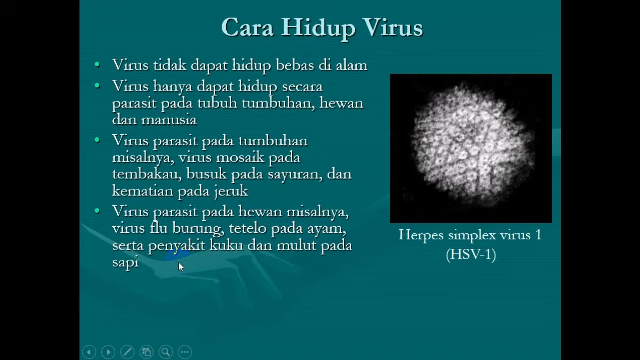 Cara Hidup Virus
• Virus tidak dapat hidup bebas di alam
• Virus hanya dapat hidup secara
parasit pada tubuh tumbuhan, hewan
dan manusia
• Virus parasit pada tumbuhan
misalnya, virus mosaik pada
tembakau, busuk pada sayuran, dan
kematian pada jeruk
• Virus parasit pada hewan misalnya,
virus flu burung, tetelo pada ayam,
serta penyakit kuku dan mulut pada
sapi
Herpes simplex virus 1
(HSV-1)